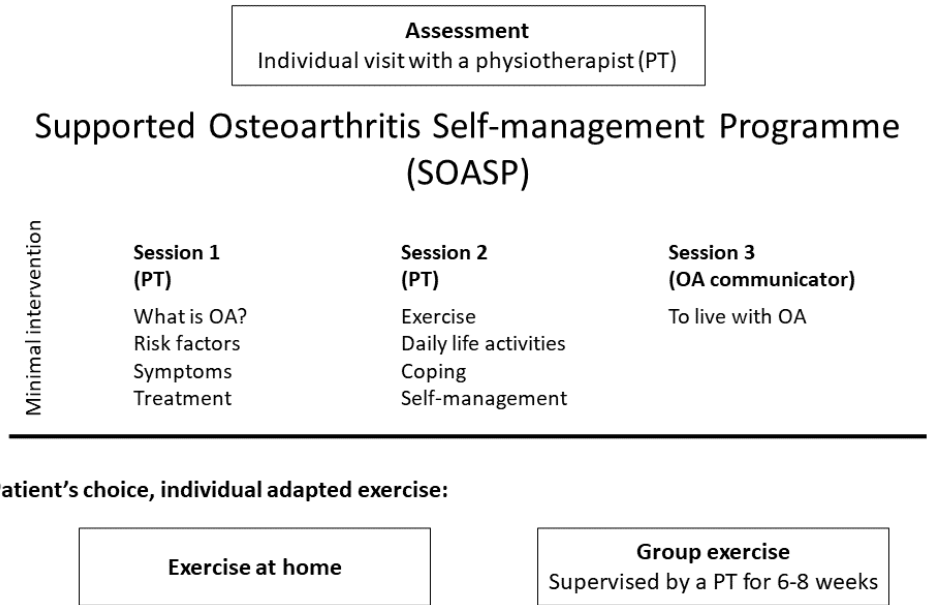 Assessment
Individual visit with a physiotherapist (PT)
Supported Osteoarthritis Self-management Programme
(SOASP)
Minimal intervention
Session 1
(PT)
What is OA?
Risk factors
Symptoms
Treatment
Session 2
(PT)
Exercise
Daily life activities
Coping
Self-management
Session 3
(OA communicator)
To live with OA
Patient's choice, individual adapted exercise:
Exercise at home
Group exercise
Supervised by a PT for 6-8 weeks